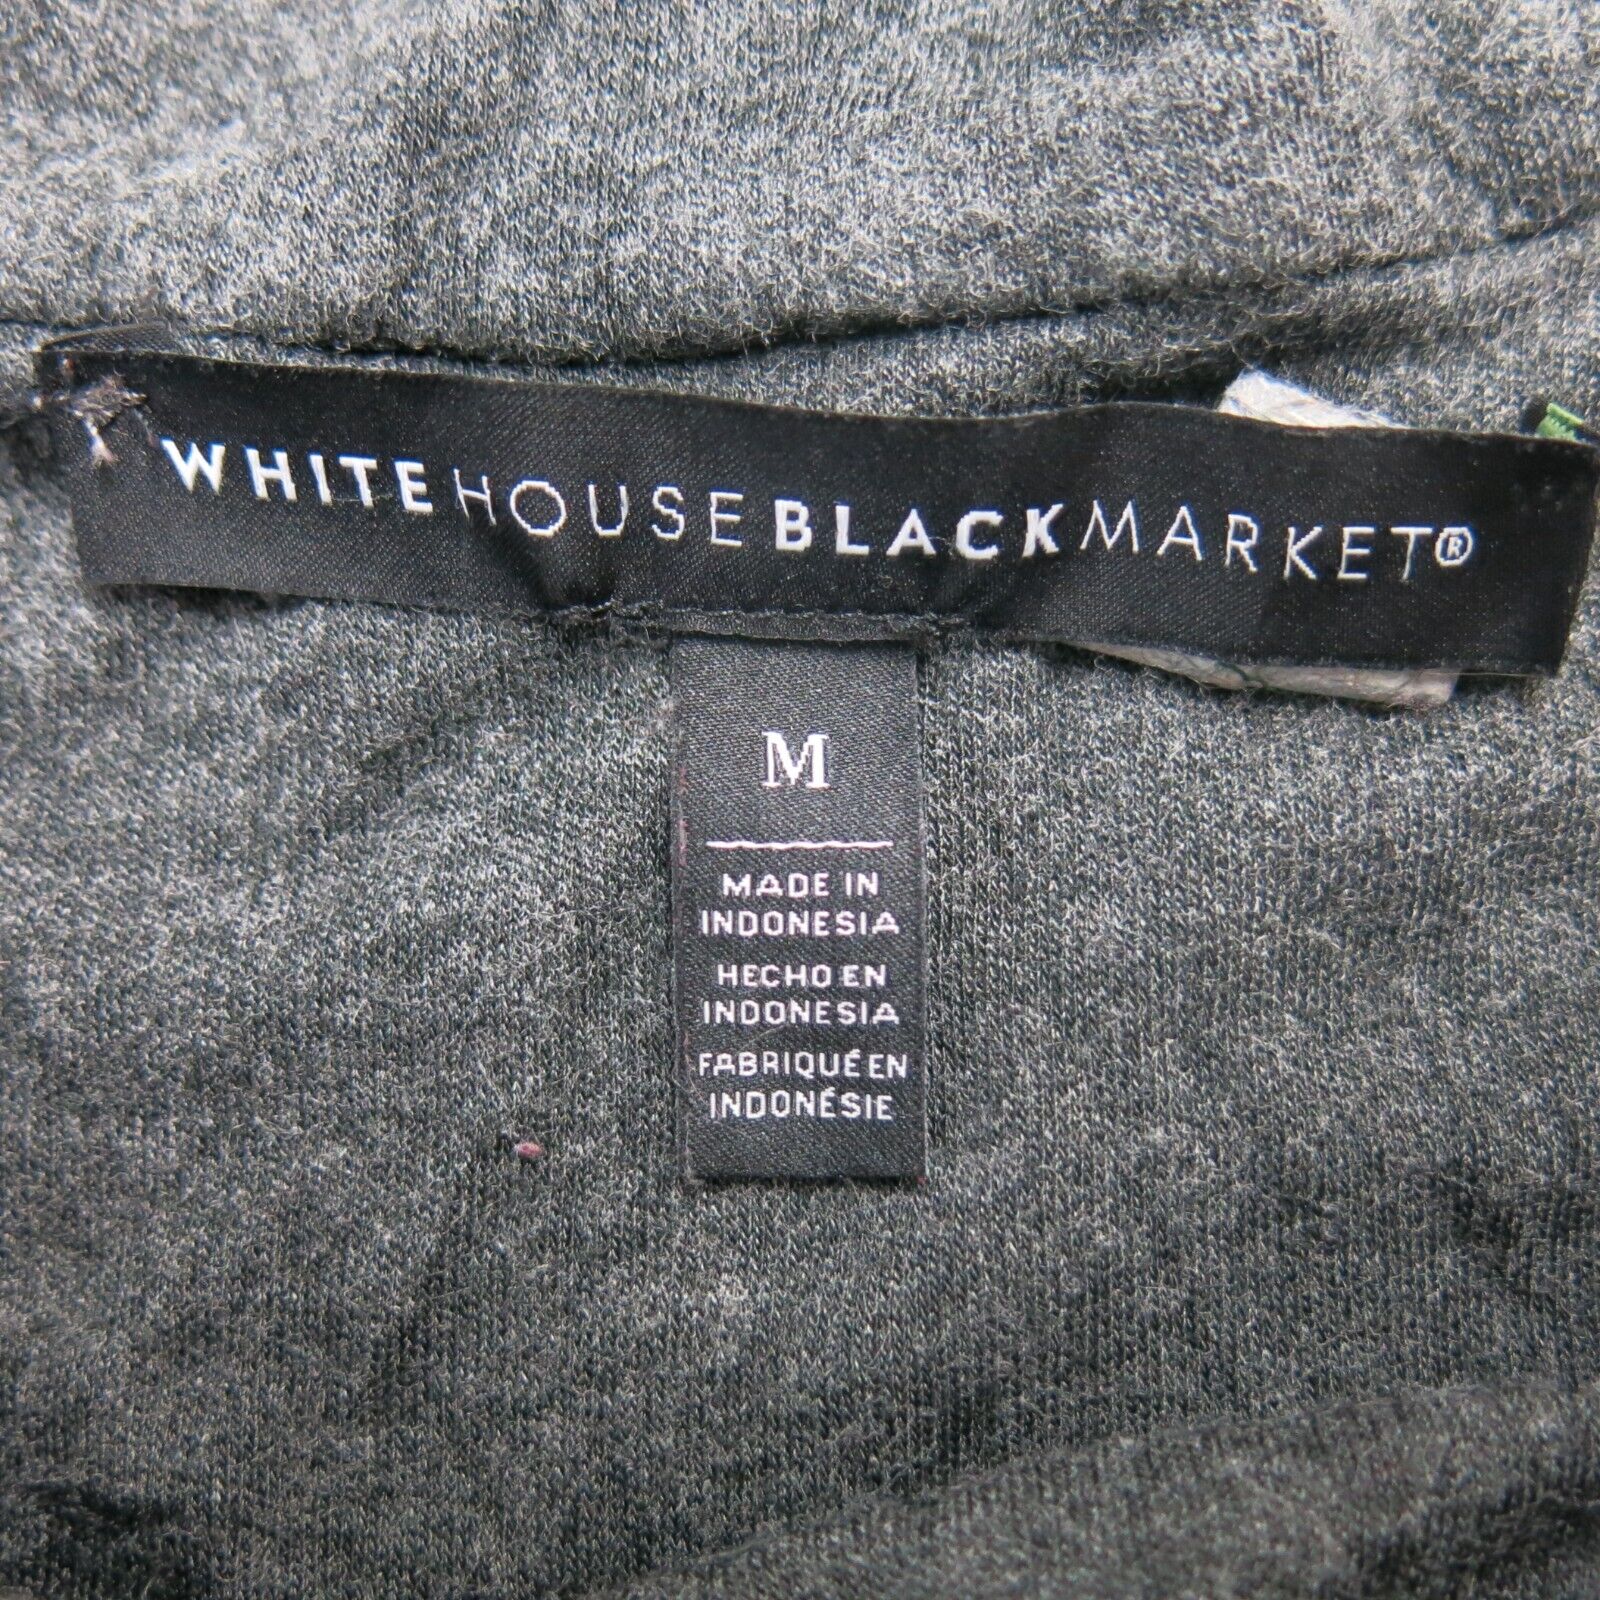 WHITEHOUSEBLACKMARKET®
M
MADE IN
INDONESIA
HECHO EN
INDONESIA
FABRIQUÉ EN
INDONÉSIE